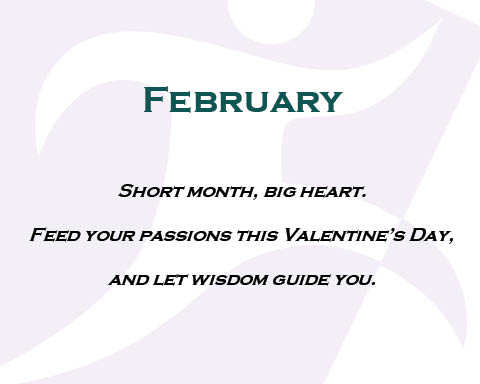 February
Short month, big heart.
Feed your passions this Valentine’s Day,
and let wisdom guide you.